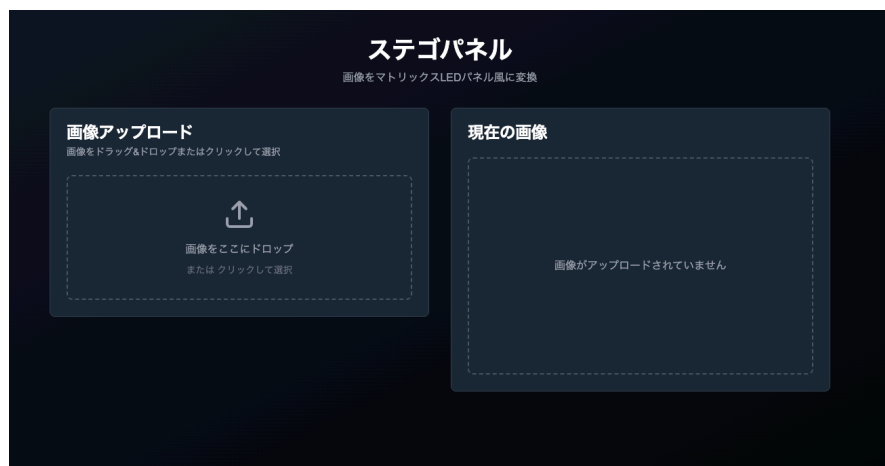 ステゴパネル
画像をマトリックスLEDパネル風に変換
画像アップロード
画像をドラッグ&ドロップまたはクリックして選択
画像をここにドロップ
または クリックして選択
現在の画像
画像がアップロードされていません